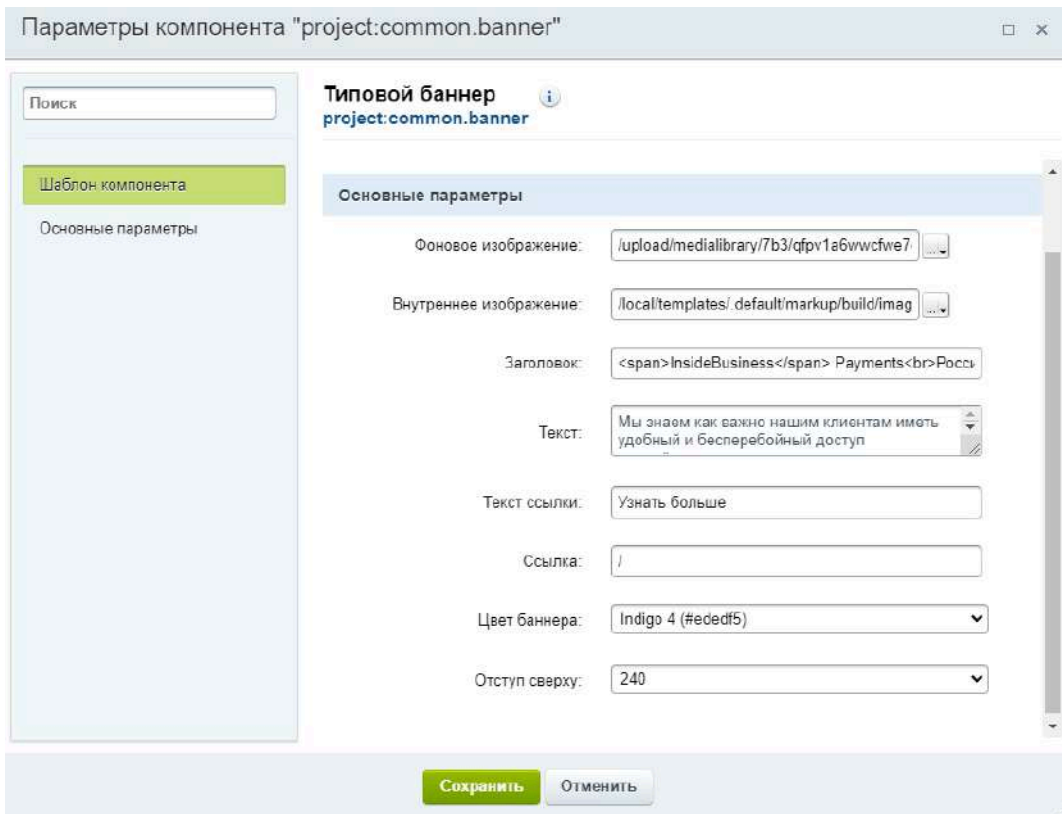 Параметры компонента "project:common.banner"
Поиск
Шаблон компонента
Основные параметры
Типовой баннер
project:common.banner
Основные параметры
Фоновое изображение: /upload/medialibrary/7b3/qfpv1a6wwcfwe7 ...
Внутреннее изображение: /local/templates/.default/markup/build/imag ...
Заголовок: <span>InsideBusiness</span> Payments<br>Росси
Текст: Мы знаем как важно нашим клиентам иметь
удобный и бесперебойный доступ
Текст ссылки: Узнать больше
Ссылка: /
Цвет баннера: Indigo 4 (#ededf5)
Отступ сверху: 240
Сохранить Отменить